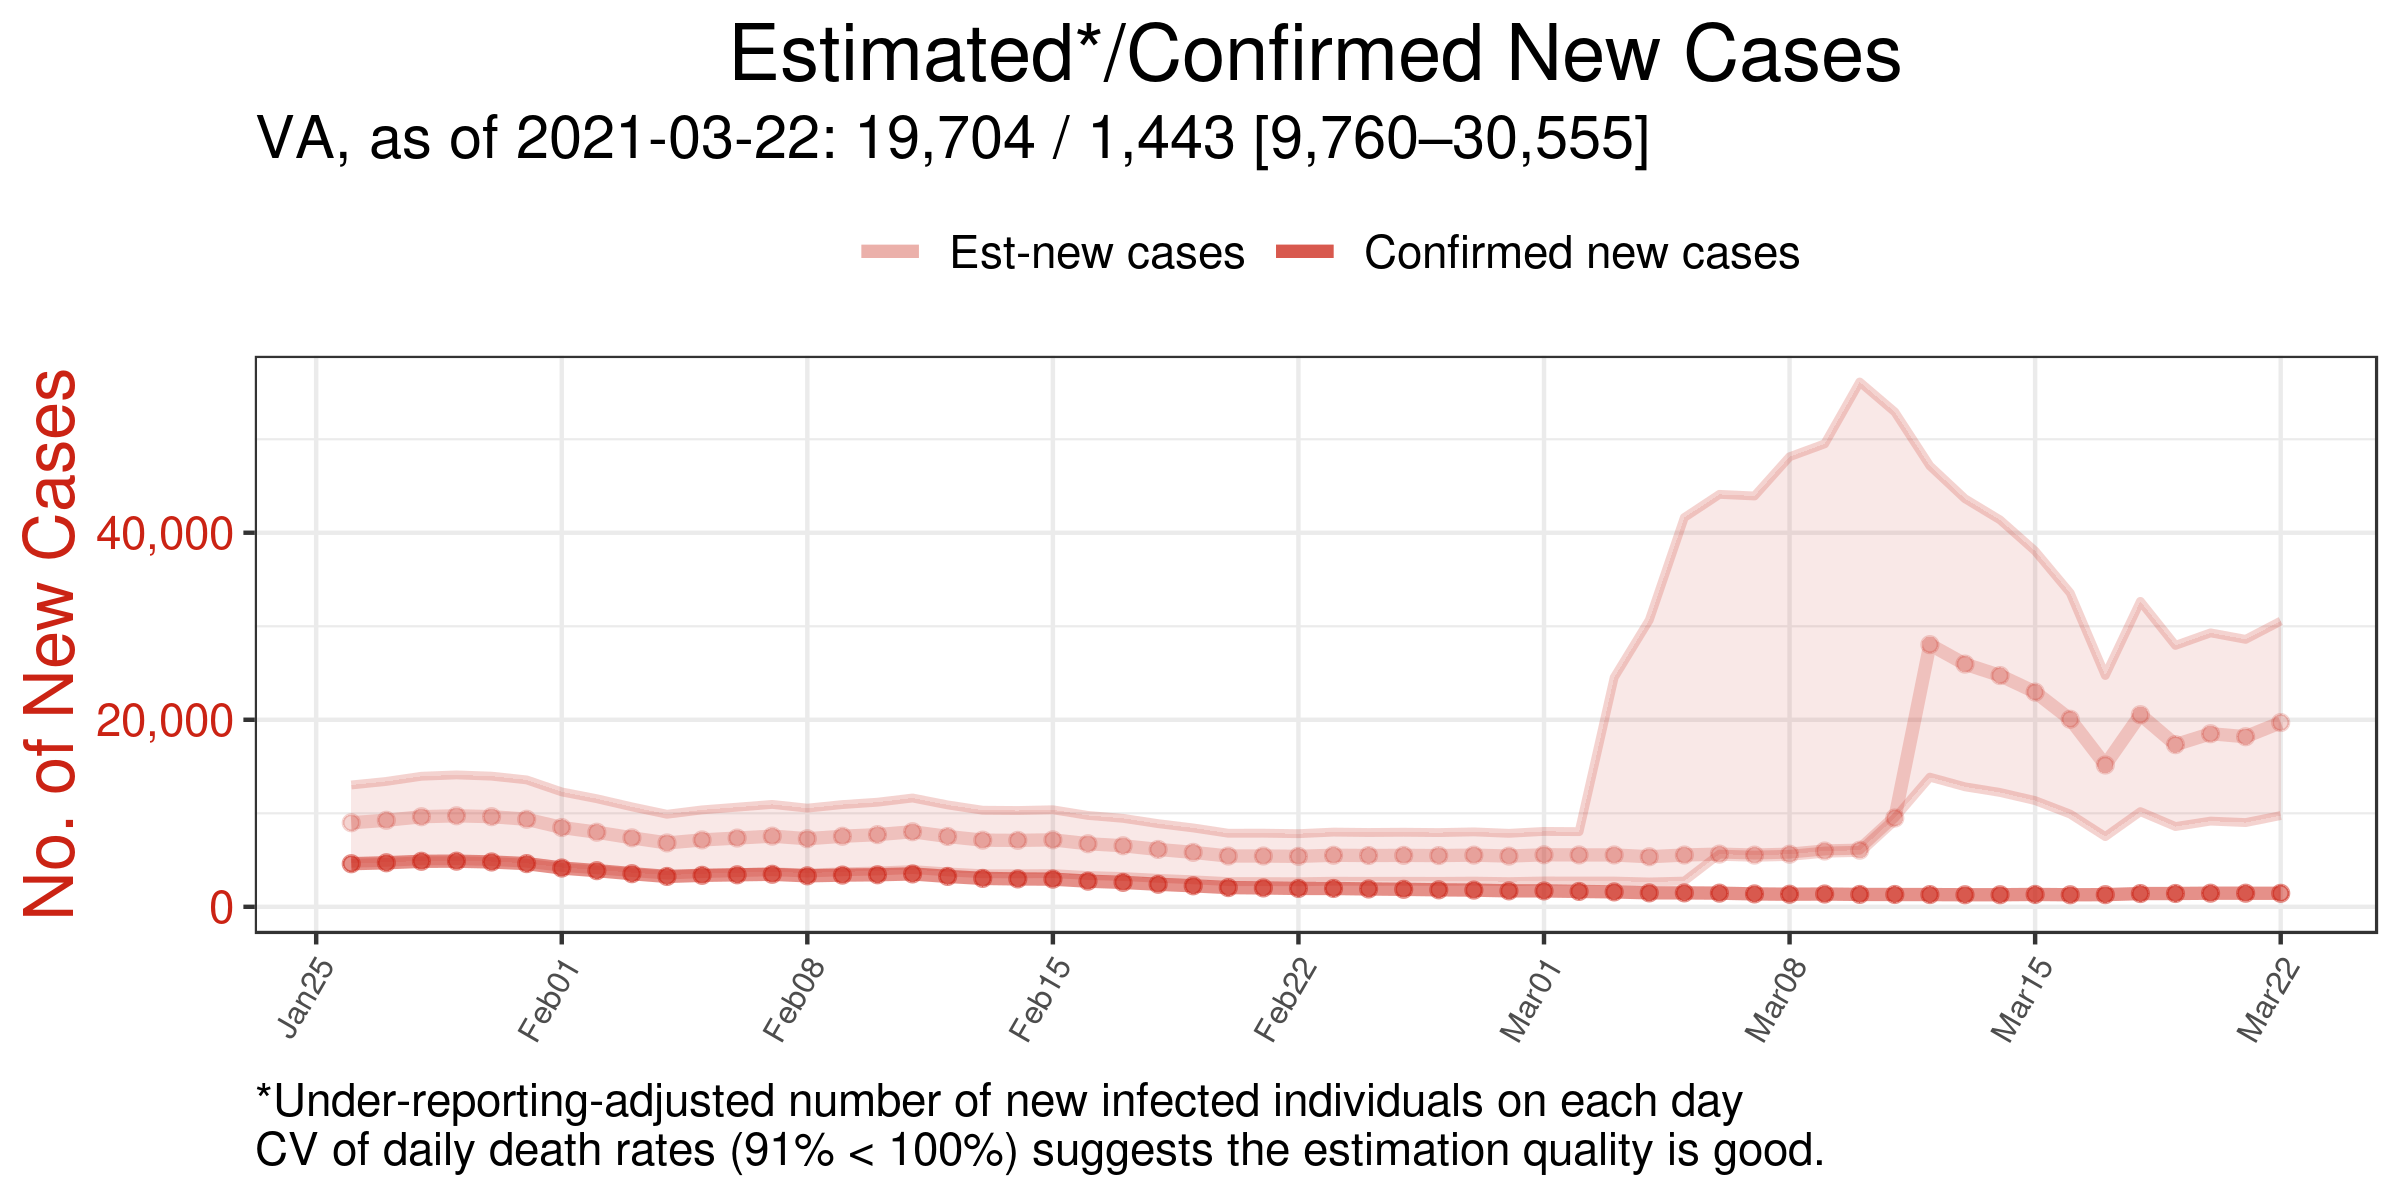 Estimated*/Confirmed New Cases
VA, as of 2021-03-22: 19,704 / 1,443 [9,760–30,555]
Est-new cases
Confirmed new cases
No. of New Cases
40,000
20,000
0
Jan25
Feb01
Feb08
Feb15
Feb22
Mar01
Mar08
Mar15
Mar22
*Under-reporting-adjusted number of new infected individuals on each day
CV of daily death rates (91% < 100%) suggests the estimation quality is good.